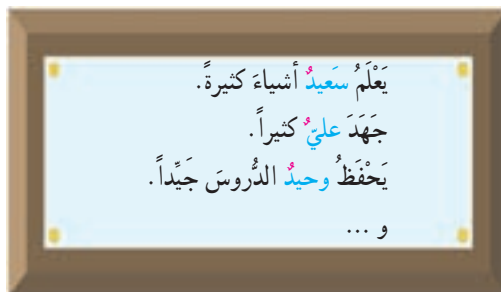 يَعْلَمُ سَعيدٌ أشياءَ كثيرةً.
جَهَدَ عليٌّ كثيراً.
يَحْفَظُ وحيدٌ الدُّروسَ جَيِّداً.
و ...